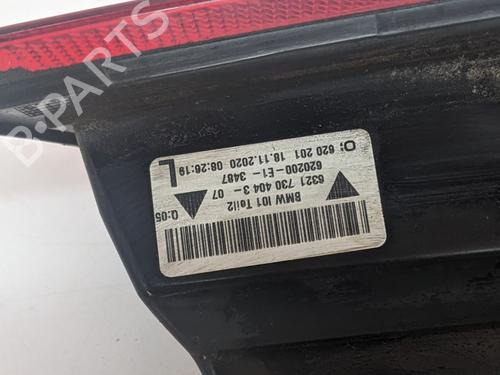 BMW I01 Teil2
6321 730 404 3 - 07
620200-E1-3487
O: 620 201 18.11.2020 08:26:19
L
Q:05
B-PARTS